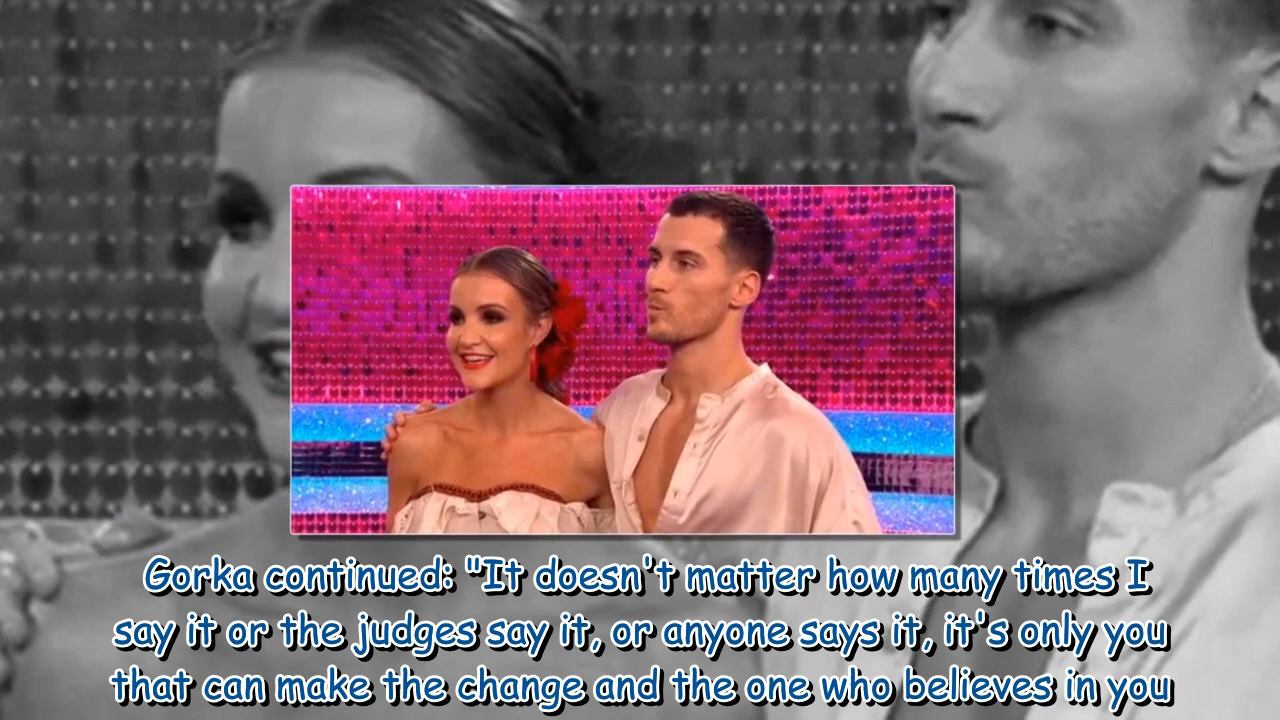 Gorka continued: "It doesn't matter how many times I
say it or the judges say it, or anyone says it, it's only you
that can make the change and the one who believes in you